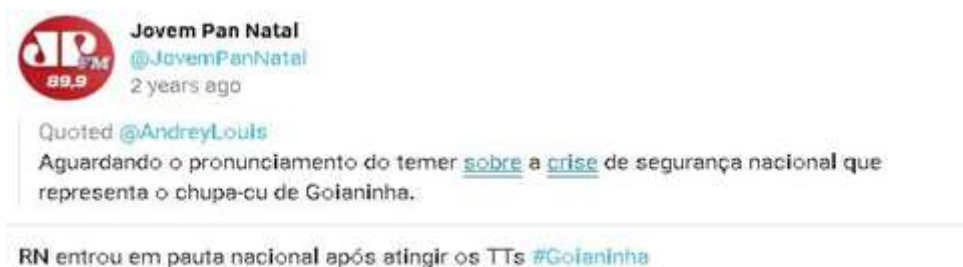 JP FM
89,9
Jovem Pan Natal
@JovemPanNatal
2 years ago
Quoted @AndreyLouis
Aguardando o pronunciamento do temer sobre a crise de segurança nacional que
representa o chupa-cu de Goianinha.
RN entrou em pauta nacional após atingir os TTs #Goianinha